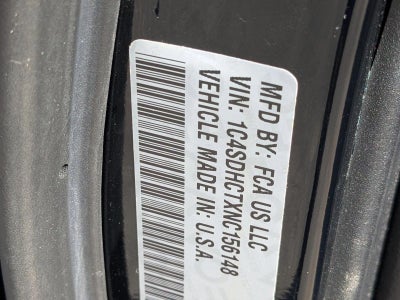 MFD BY: FCA US LLC
VIN: 1C4SDHCTXNC156148
VEHICLE MADE IN: U.S.A.